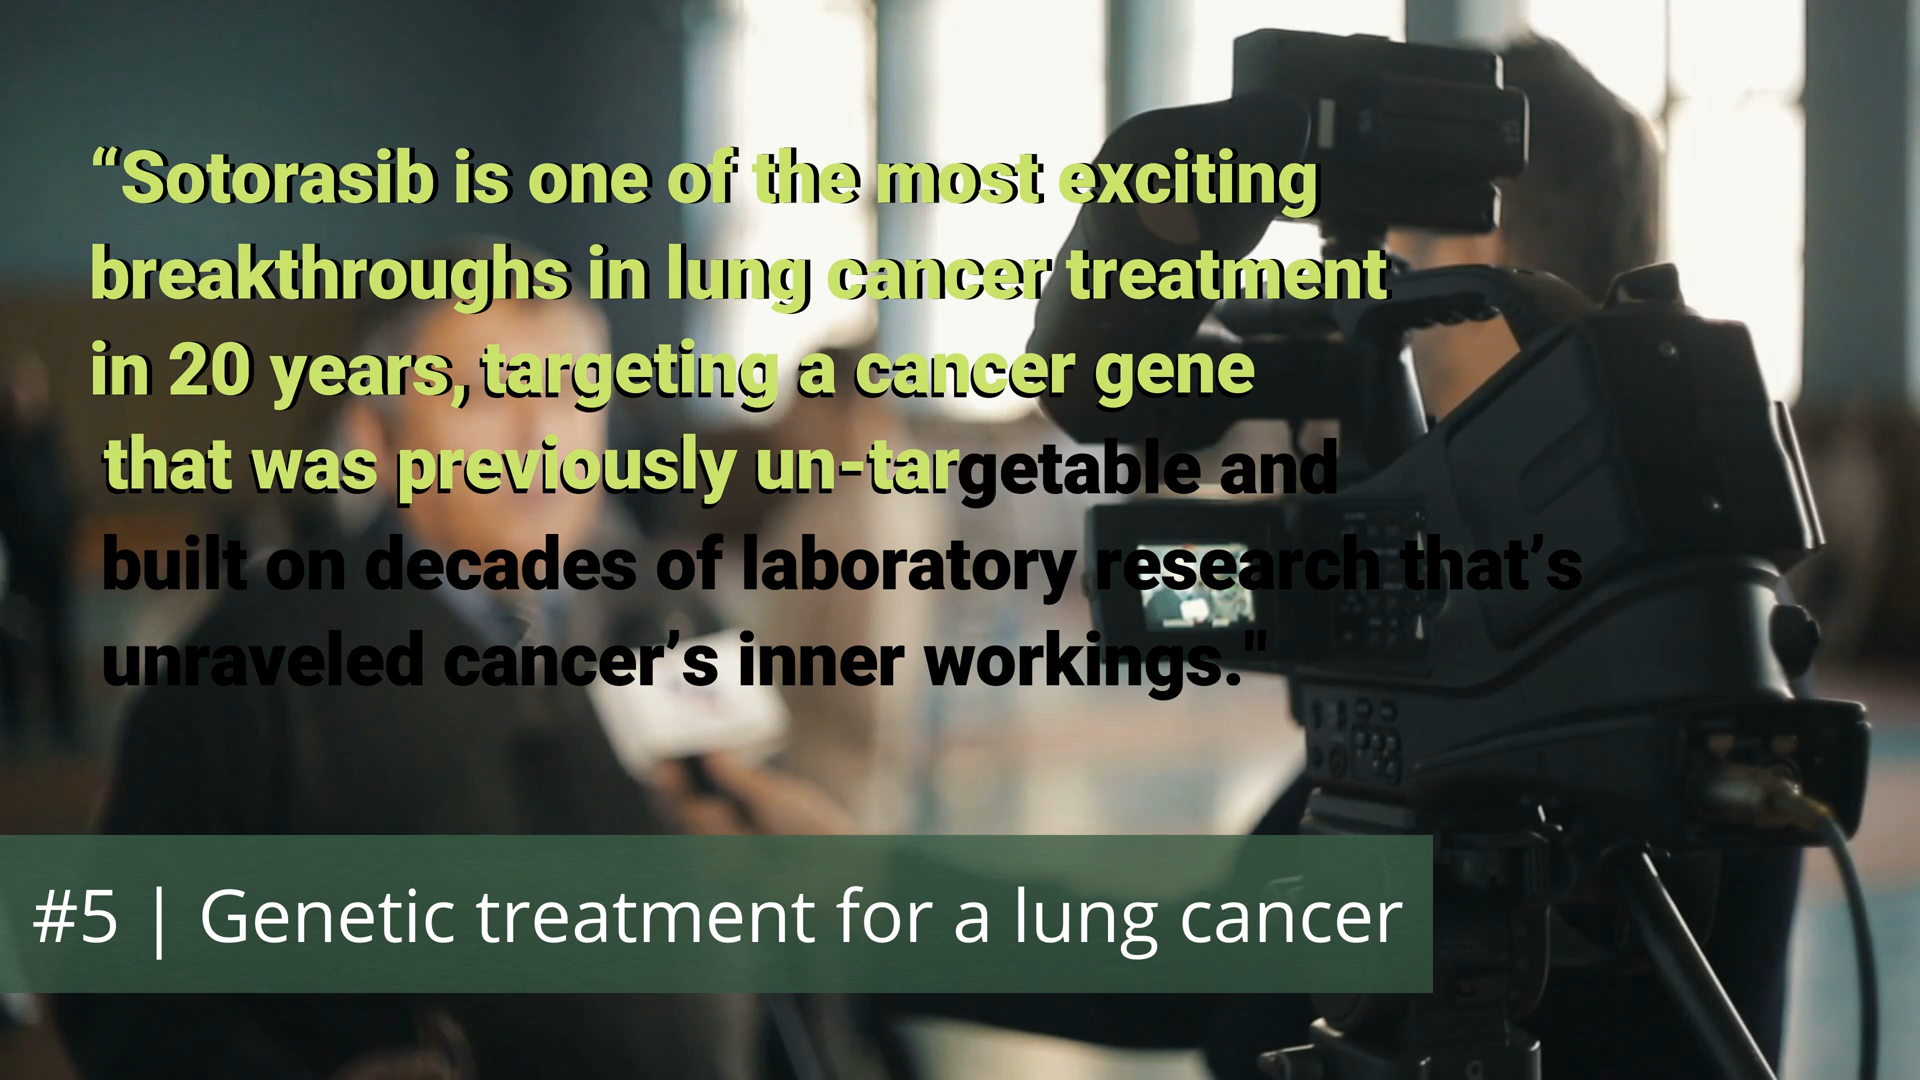 “Sotorasib is one of the most exciting
breakthroughs in lung cancer treatment
in 20 years, targeting a cancer gene
that was previously un-targetable and
built on decades of laboratory research that’s
unraveled cancer’s inner workings."
#5 | Genetic treatment for a lung cancer